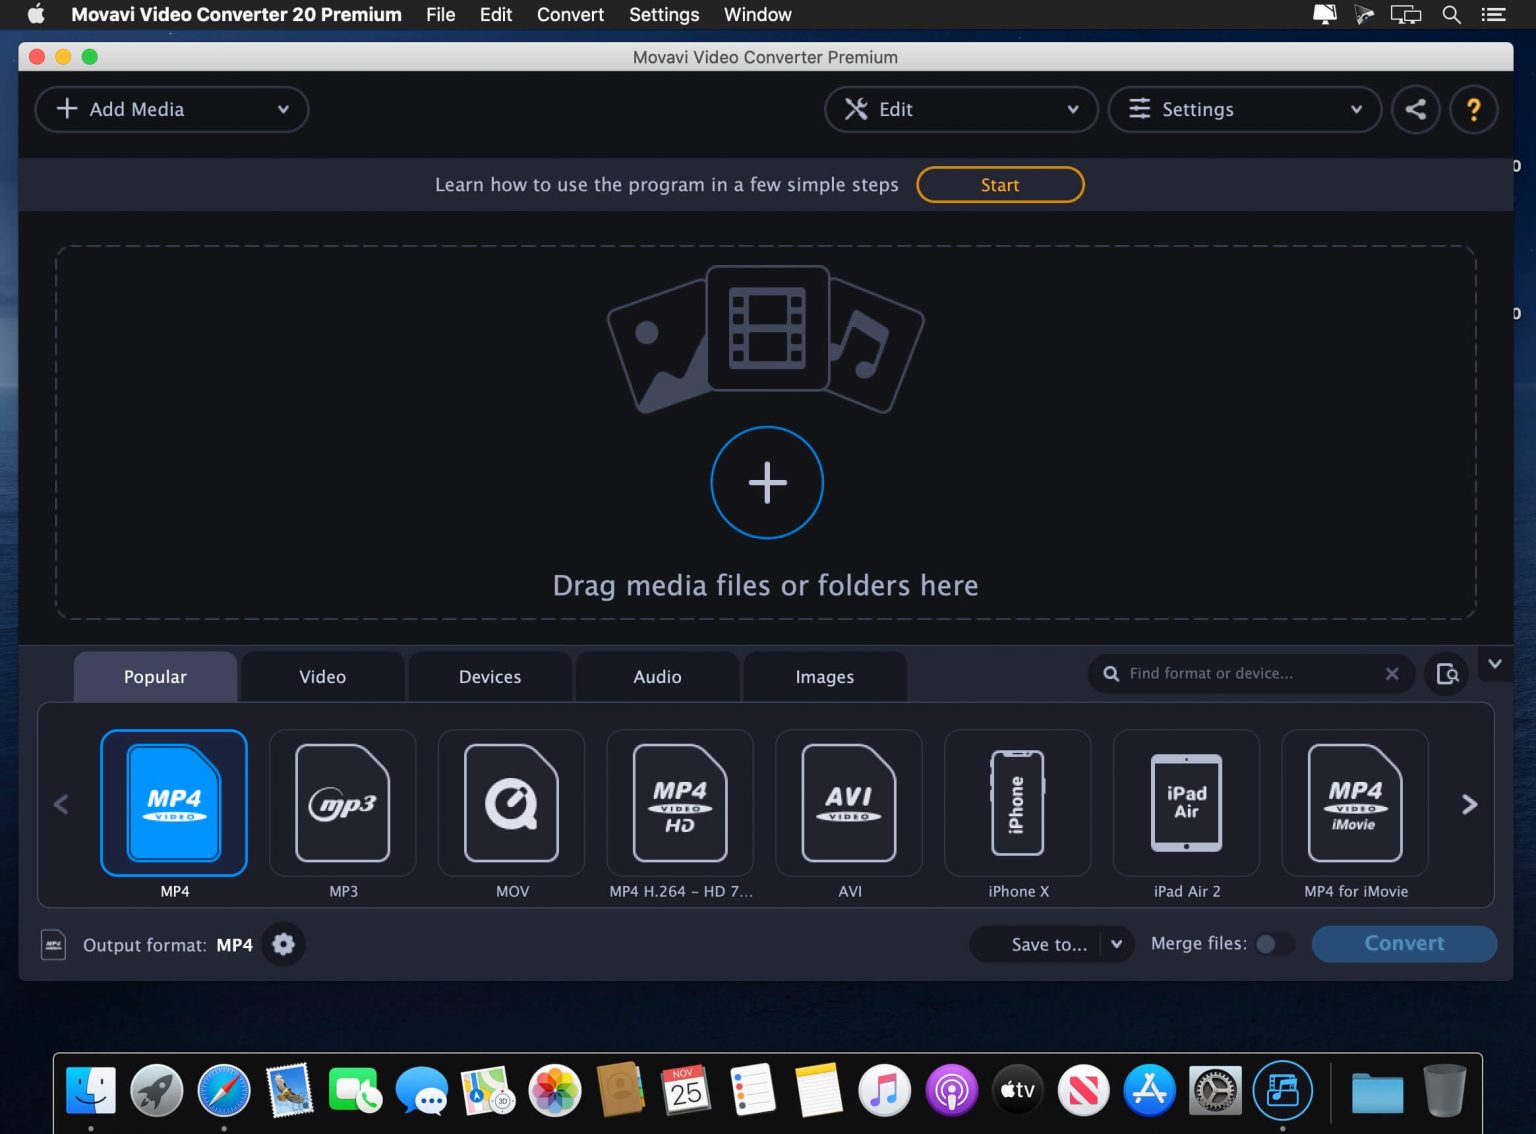 Movavi Video Converter 20 Premium File Edit Convert Settings Window
Movavi Video Converter Premium
Add Media Edit Settings ?
Learn how to use the program in a few simple steps Start
Drag media files or folders here
Popular Video Devices Audio Images Find format or device...
MP4 VIDEO
mp3
MP4 VIDEO HD
AVI VIDEO
iPhone
iPad Air
MP4 VIDEO iMovie
MP4 MP3 MOV MP4 H.264 – HD 7... AVI iPhone X iPad Air 2 MP4 for iMovie
Output format: MP4 Save to... Merge files: Convert
3D
NOV
25
tv